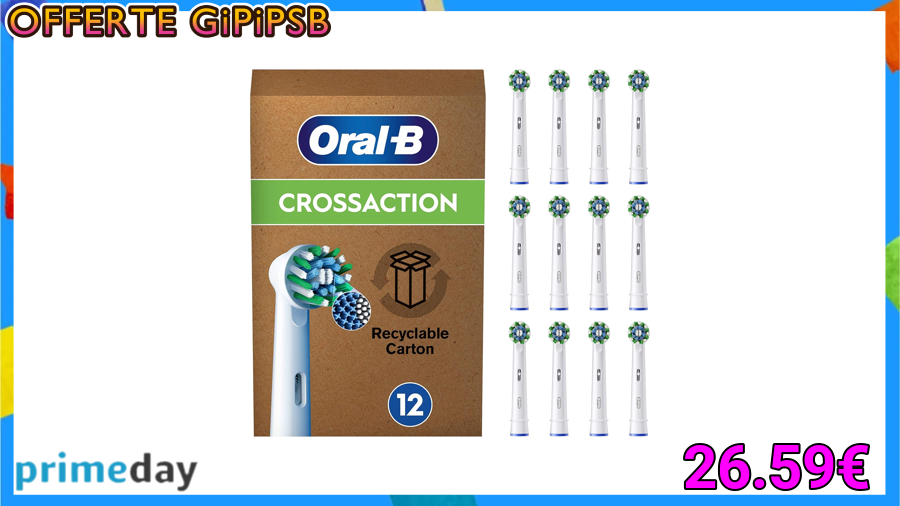 OFFERTE GiPiPSB
Oral-B
CROSSACTION
Recyclable
Carton
12
primeday
26.59€